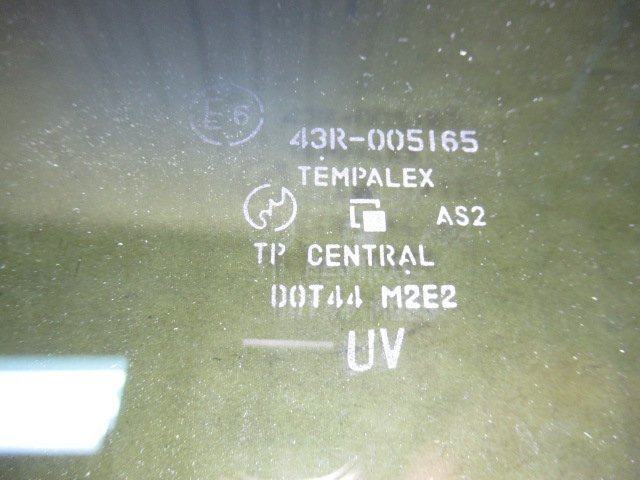 E6
43R-005165
TEMPALEX
AS2
TP CENTRAL
DOT44 M2E2
UV